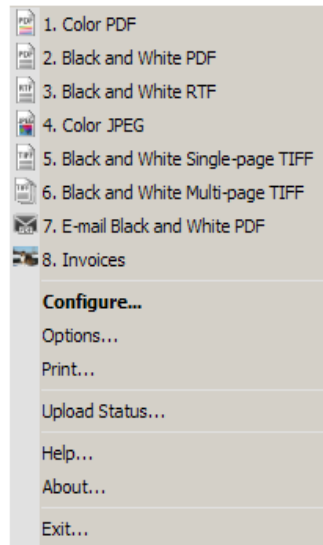 1. Color PDF
2. Black and White PDF
3. Black and White RTF
4. Color JPEG
5. Black and White Single-page TIFF
6. Black and White Multi-page TIFF
7. E-mail Black and White PDF
8. Invoices
Configure...
Options...
Print...
Upload Status...
Help...
About...
Exit...